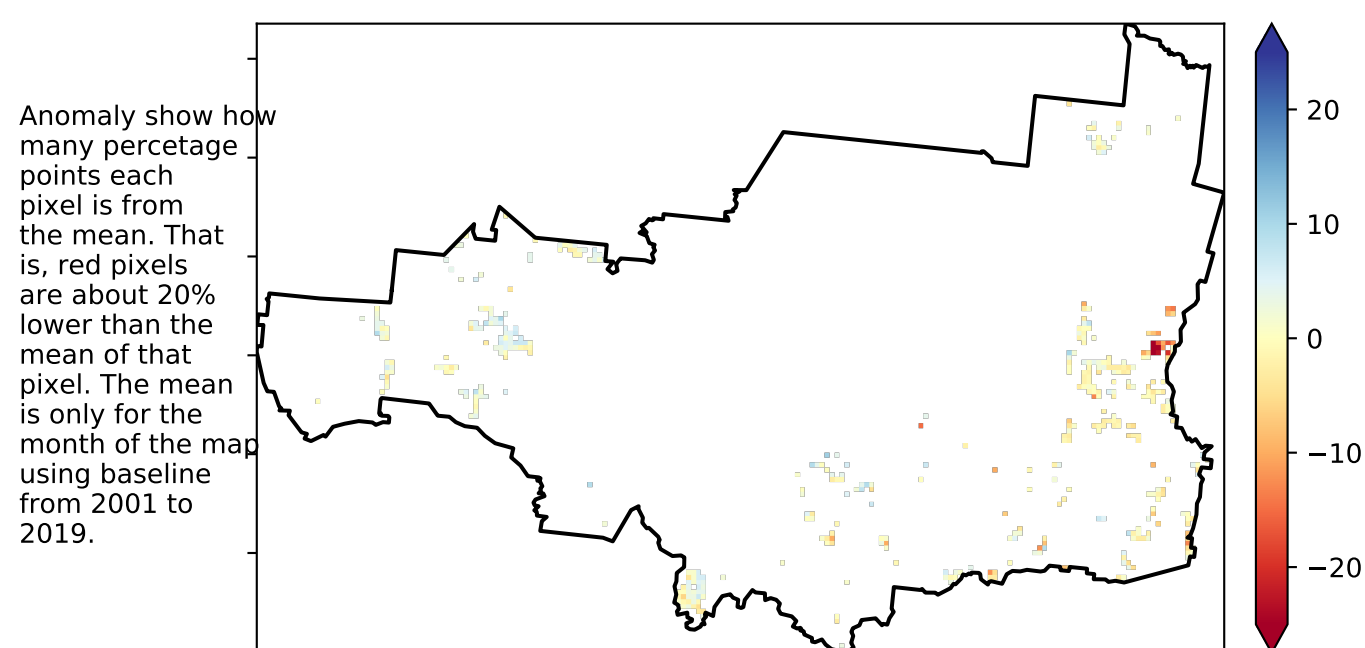 Anomaly show how
many percetage
points each
pixel is from
the mean. That
is, red pixels
are about 20%
lower than the
mean of that
pixel. The mean
is only for the
month of the map
using baseline
from 2001 to
2019.
20
10
0
−10
−20